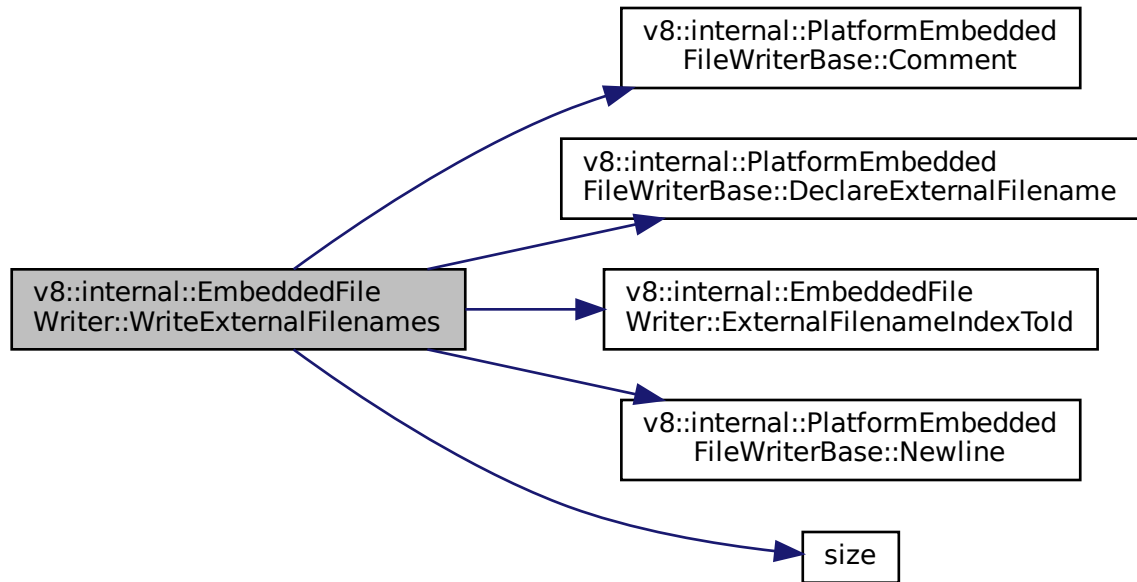 v8::internal::PlatformEmbedded
FileWriterBase::Comment
v8::internal::PlatformEmbedded
FileWriterBase::DeclareExternalFilename
v8::internal::EmbeddedFile
Writer::WriteExternalFilenames
v8::internal::EmbeddedFile
Writer::ExternalFilenameIndexToId
v8::internal::PlatformEmbedded
FileWriterBase::Newline
size